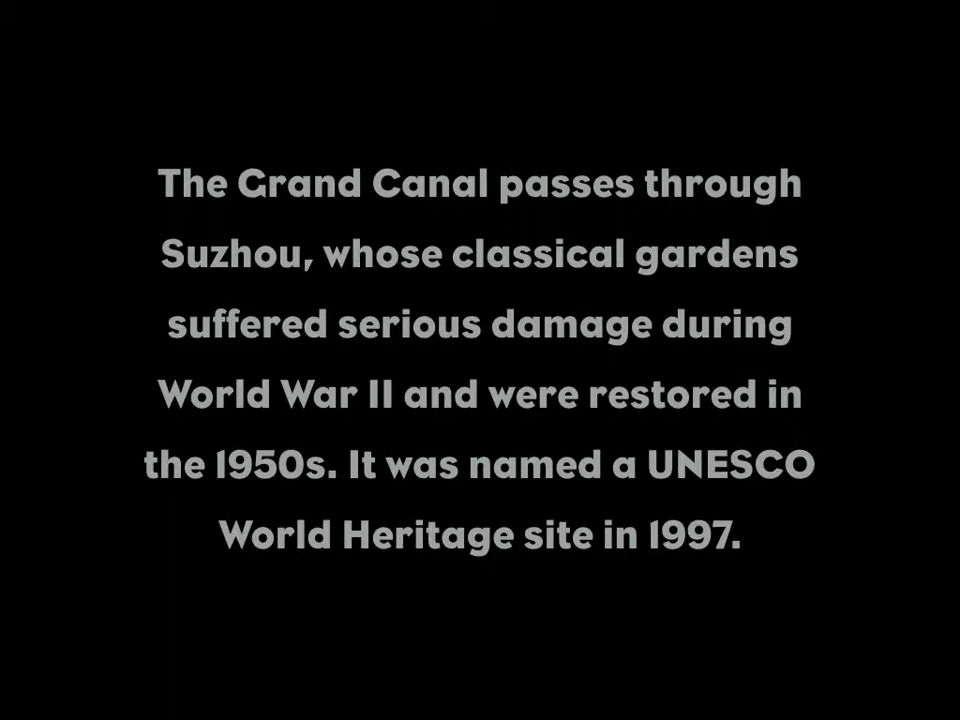 The Grand Canal passes through
Suzhou, whose classical gardens
suffered serious damage during
World War II and were restored in
the 1950s. It was named a UNESCO
World Heritage site in 1997.